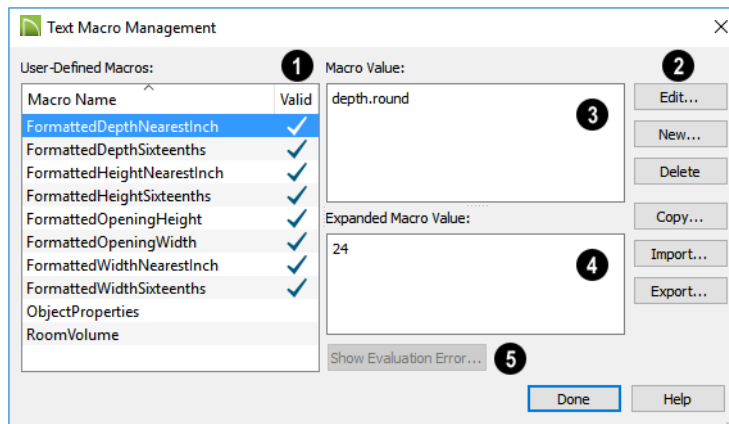 Text Macro Management
User-Defined Macros:
1
Macro Value:
2
Macro Name
Valid
FormattedDepthNearestInch
FormattedDepthSixteenths
FormattedHeightNearestInch
FormattedHeightSixteenths
FormattedOpeningHeight
FormattedOpeningWidth
FormattedWidthNearestInch
FormattedWidthSixteenths
ObjectProperties
RoomVolume
depth.round
3
Expanded Macro Value:
24
4
Show Evaluation Error...
5
Edit...
New...
Delete
Copy...
Import...
Export...
Done
Help